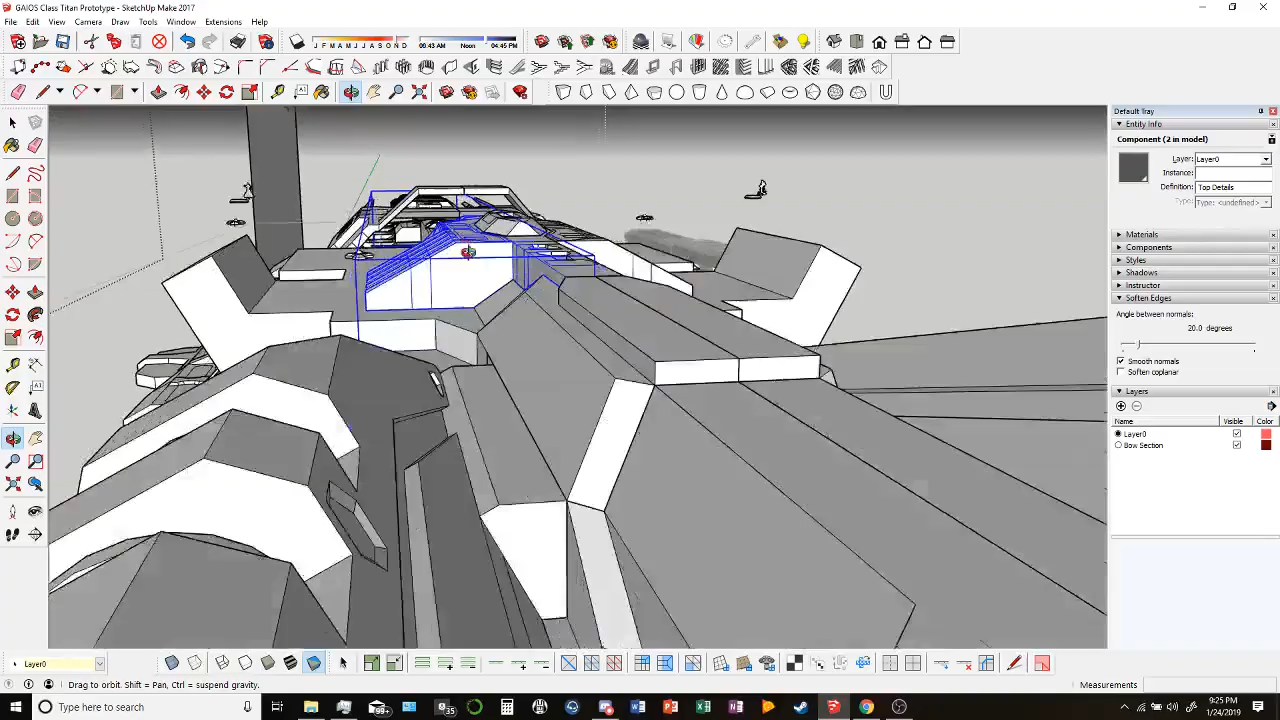 GAIOS Class Titan Prototype - SketchUp Make 2017
File Edit View Camera Draw Tools Window Extensions Help
J F M A M J J A S O N D 06:43 AM Noon 04:45 PM
Default Tray
Entity Info
Component (2 in model)
Layer: Layer0
Instance:
Definition: Top Details
Type: Type: <undefined>
Materials
Components
Styles
Shadows
Instructor
Soften Edges
Angle between normals:
20.0 degrees
Smooth normals
Soften coplanar
Layers
Name Visible Color
Layer0
Bow Section
Layer0
Drag to orbit. Shift = Pan, Ctrl = suspend gravity.
Measurements
Type here to search
99+
35
9:25 PM
1/24/2019